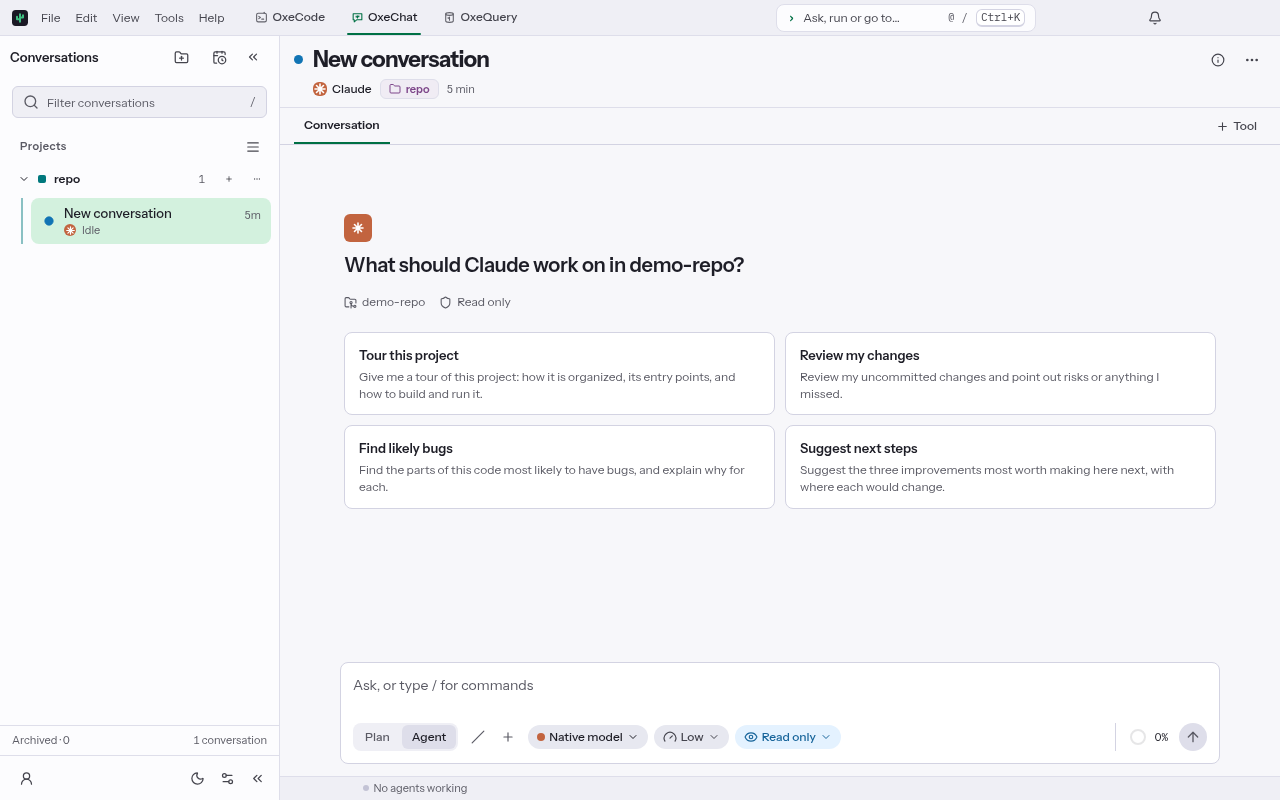 File Edit View Tools Help OxeCode OxeChat OxeQuery Ask, run or go to... @ / Ctrl+K
Conversations
Filter conversations /
Projects
repo 1
New conversation 5m
Idle
Archived · 0 1 conversation
New conversation
Claude repo 5 min
Conversation Tool
What should Claude work on in demo-repo?
demo-repo Read only
Tour this project
Give me a tour of this project: how it is organized, its entry points, and
how to build and run it.
Review my changes
Review my uncommitted changes and point out risks or anything I
missed.
Find likely bugs
Find the parts of this code most likely to have bugs, and explain why for
each.
Suggest next steps
Suggest the three improvements most worth making here next, with
where each would change.
Ask, or type / for commands
Plan Agent Native model Low Read only 0%
No agents working